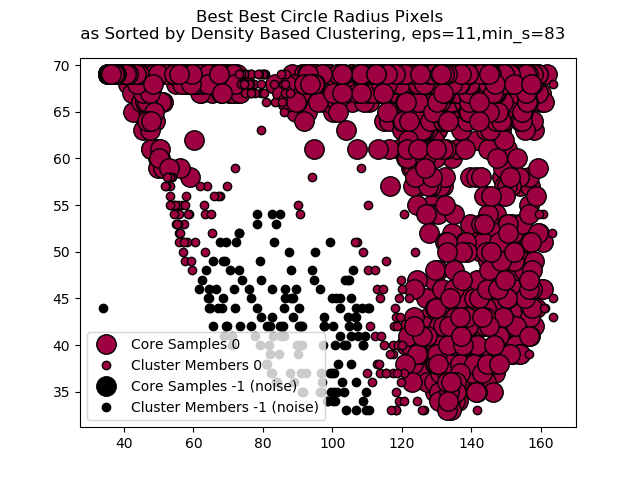 Best Best Circle Radius Pixels
as Sorted by Density Based Clustering, eps=11,min_s=83
70
65
60
55
50
45
40
35
Core Samples 0
Cluster Members 0
Core Samples -1 (noise)
Cluster Members -1 (noise)
40 60 80 100 120 140 160